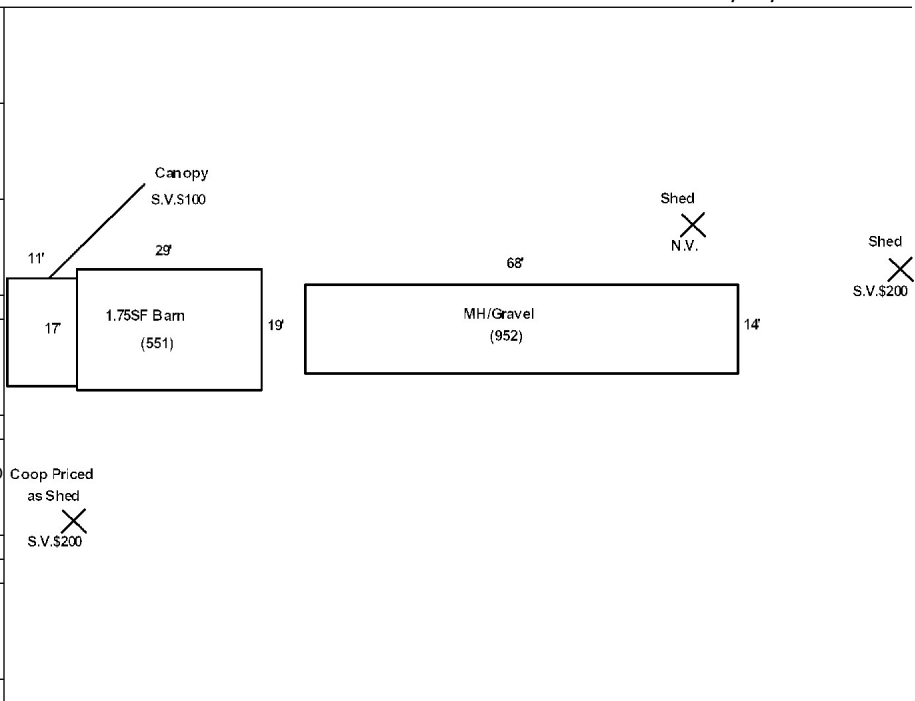 Canopy
S.V.$100
Shed
N.V.
Shed
S.V.$200
11'
29'
68'
17'
1.75SF Barn
(551)
19'
MH/Gravel
(952)
14'
Coop Priced
as Shed
S.V.$200